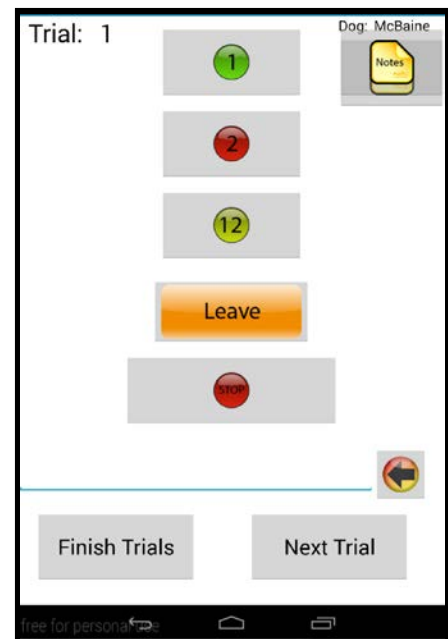 Trial: 1
Dog: McBaine
1
Notes
2
12
Leave
STOP
Finish Trials
Next Trial
free for personal use